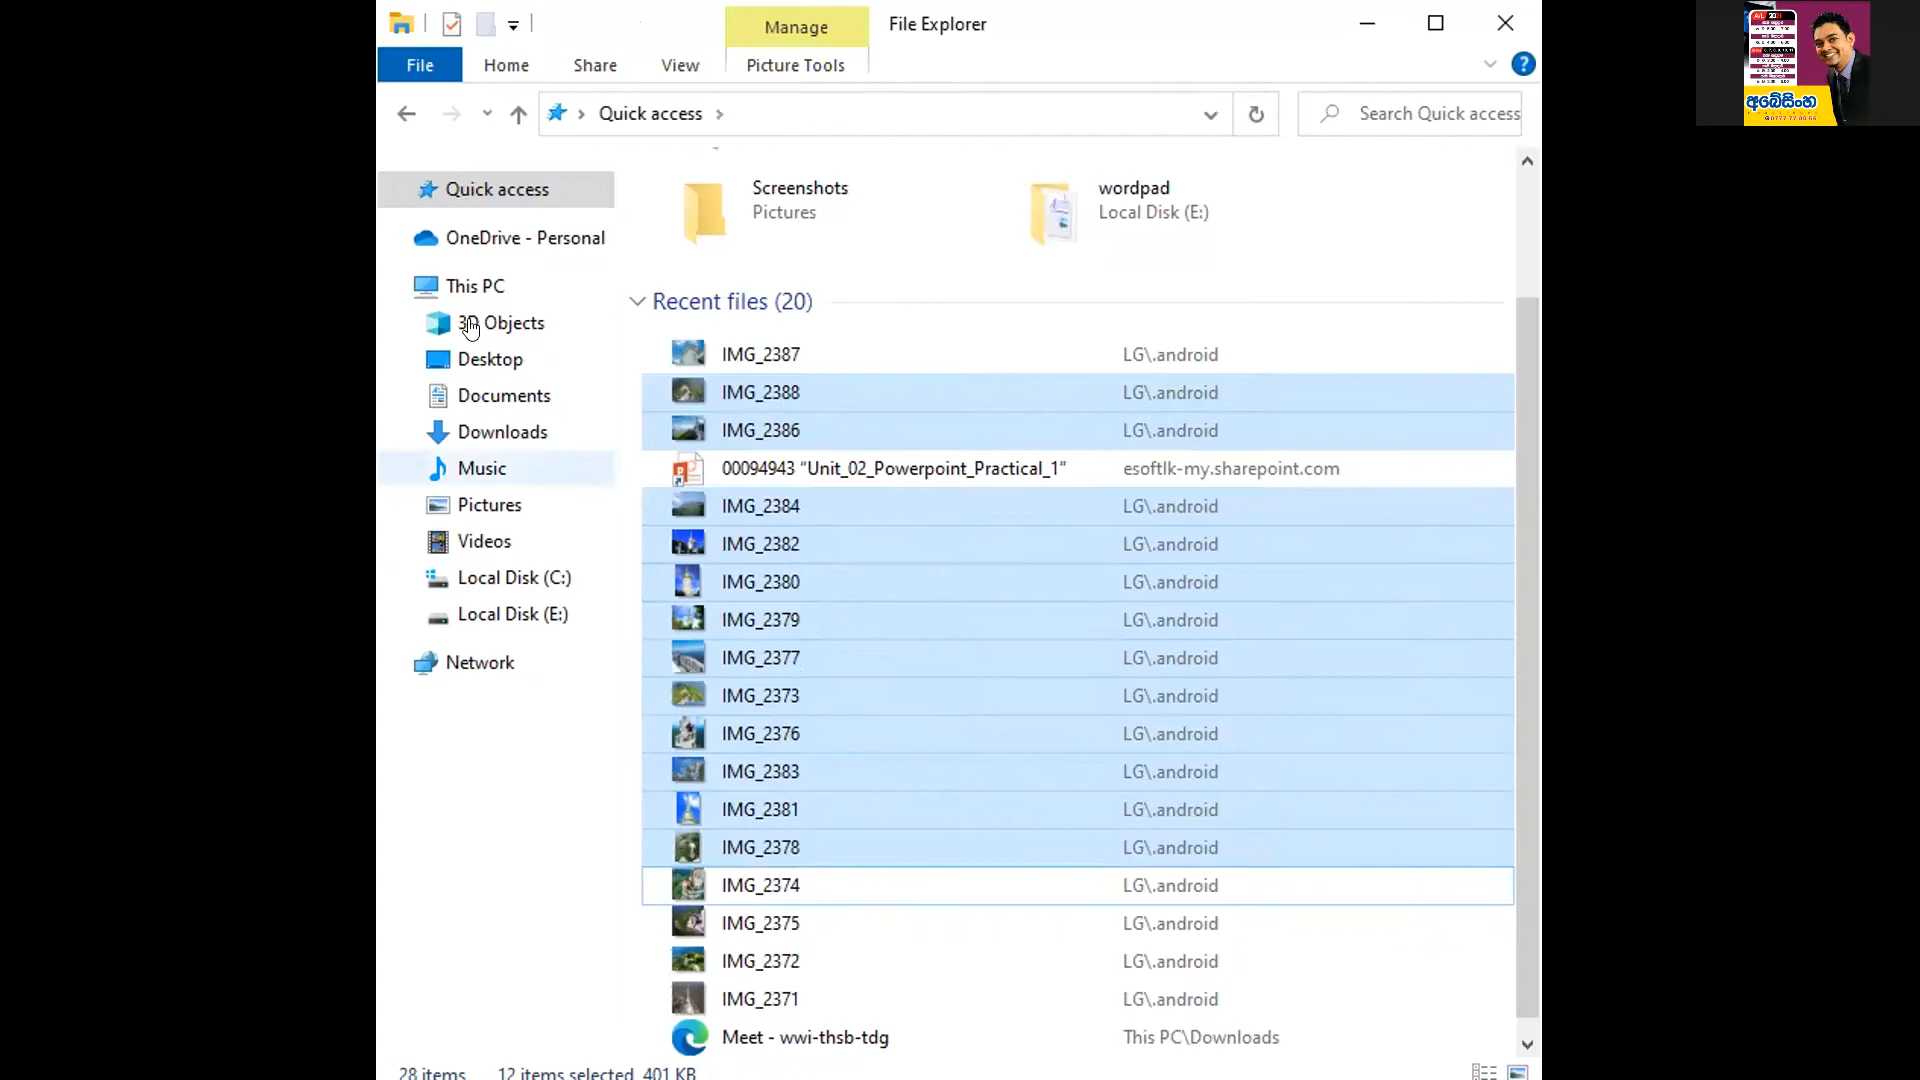 Manage
File Explorer
File
Home
Share
View
Picture Tools
?
Quick access
Search Quick access
Quick access
OneDrive - Personal
This PC
3D Objects
Desktop
Documents
Downloads
Music
Pictures
Videos
Local Disk (C:)
Local Disk (E:)
Network
Screenshots
Pictures
wordpad
Local Disk (E:)
Recent files (20)
IMG_2387 LG\.android
IMG_2388 LG\.android
IMG_2386 LG\.android
00094943 “Unit_02_Powerpoint_Practical_1” esoftlk-my.sharepoint.com
IMG_2384 LG\.android
IMG_2382 LG\.android
IMG_2380 LG\.android
IMG_2379 LG\.android
IMG_2377 LG\.android
IMG_2373 LG\.android
IMG_2376 LG\.android
IMG_2383 LG\.android
IMG_2381 LG\.android
IMG_2378 LG\.android
IMG_2374 LG\.android
IMG_2375 LG\.android
IMG_2372 LG\.android
IMG_2371 LG\.android
Meet - wwi-thsb-tdg This PC\Downloads
28 items 12 items selected 401 KB
අබේසිංහ